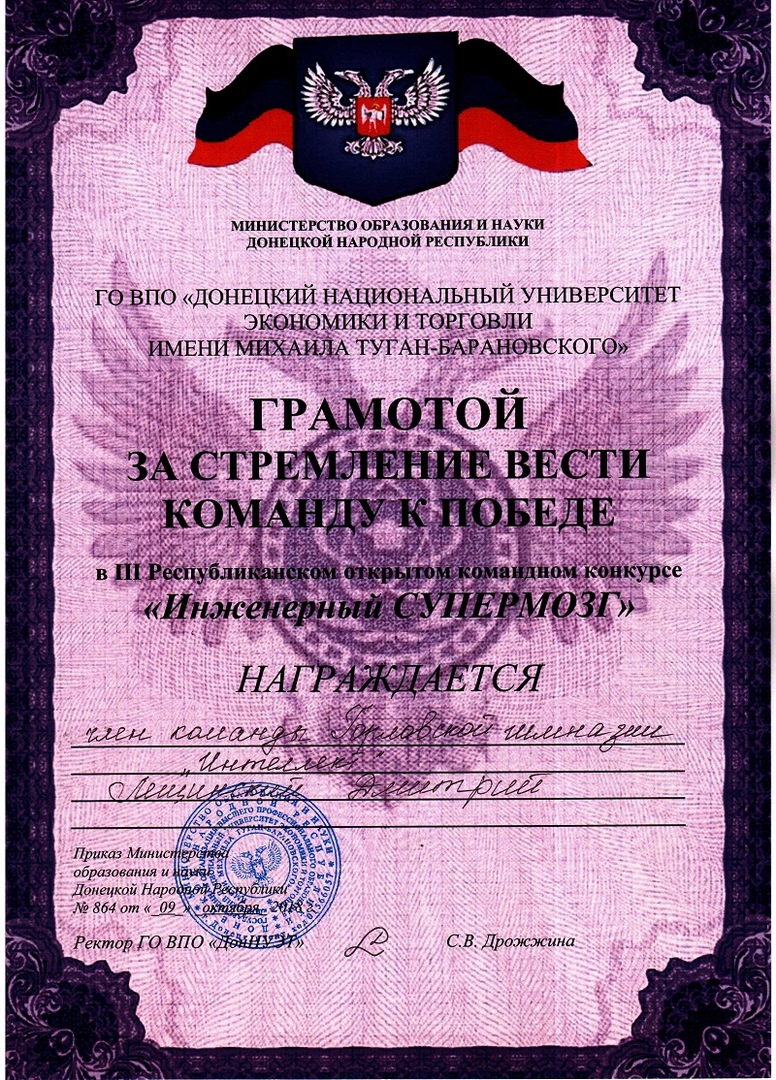 МИНИСТЕРСТВО ОБРАЗОВАНИЯ И НАУКИ
ДОНЕЦКОЙ НАРОДНОЙ РЕСПУБЛИКИ
ГО ВПО «ДОНЕЦКИЙ НАЦИОНАЛЬНЫЙ УНИВЕРСИТЕТ
ЭКОНОМИКИ И ТОРГОВЛИ
ИМЕНИ МИХАИЛА ТУГАН-БАРАНОВСКОГО»
ГРАМОТОЙ
ЗА СТРЕМЛЕНИЕ ВЕСТИ
КОМАНДУ К ПОБЕДЕ
в III Республиканском открытом командном конкурсе
«Инженерный СУПЕРМОЗГ»
НАГРАЖДАЕТСЯ
член команды Горловской гимназии
"Интеллект"
Лещинский Дмитрий
Приказ Министерства
образования и науки
Донецкой Народной Республики
№ 864 от « 09 » октября 2018
Ректор ГО ВПО «ДонНУЭТ» С.В. Дрожжина